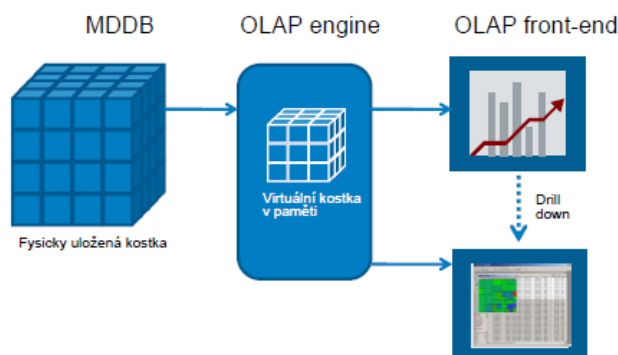 MDDB
OLAP engine
OLAP front-end
Virtuální kostka
v paměti
Fysicky uložená kostka
Drill
down